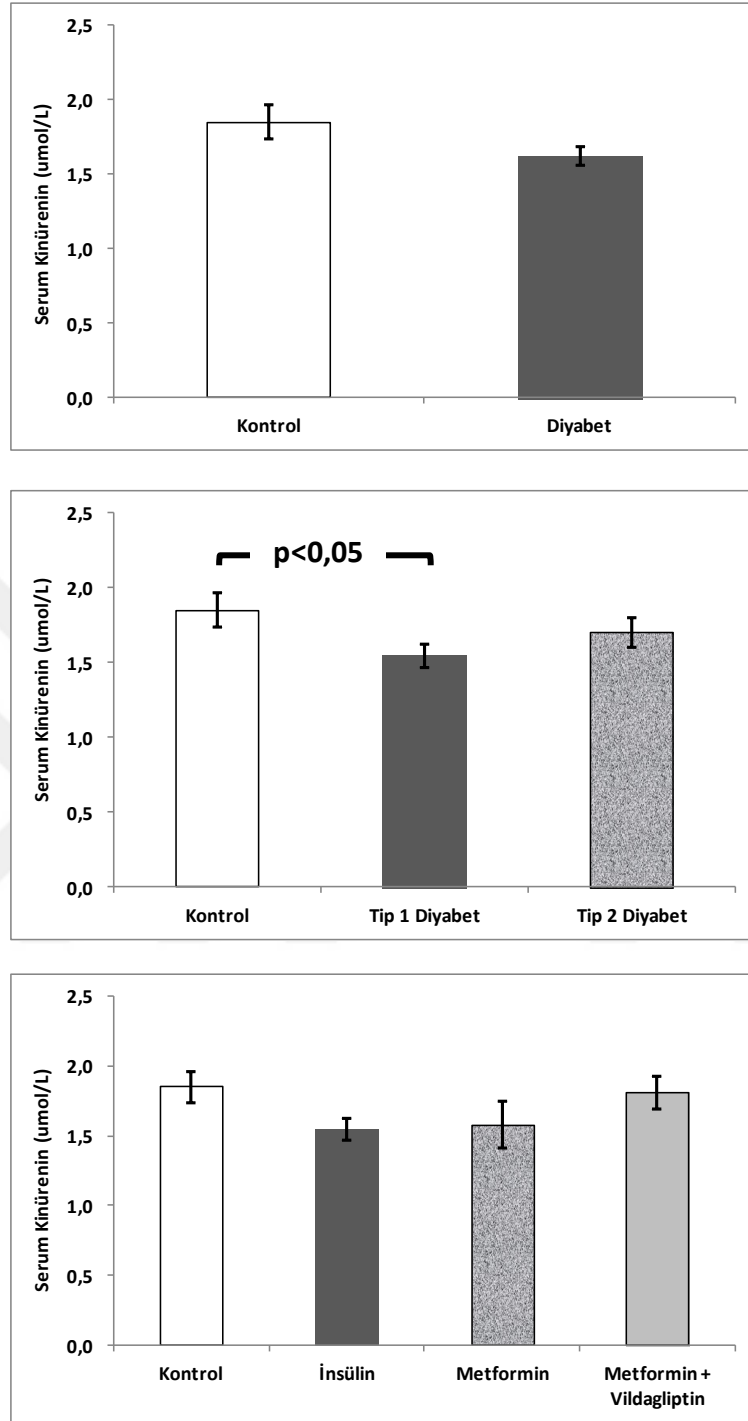 2,5
2,0
1,5
1,0
0,5
0,0
Serum Kinürenin (umol/L)
Kontrol Diyabet
2,5
2,0
1,5
1,0
0,5
0,0
Serum Kinürenin (umol/L)
p<0,05
Kontrol Tip 1 Diyabet Tip 2 Diyabet
2,5
2,0
1,5
1,0
0,5
0,0
Serum Kinürenin (umol/L)
Kontrol İnsülin Metformin Metformin +
Vildagliptin